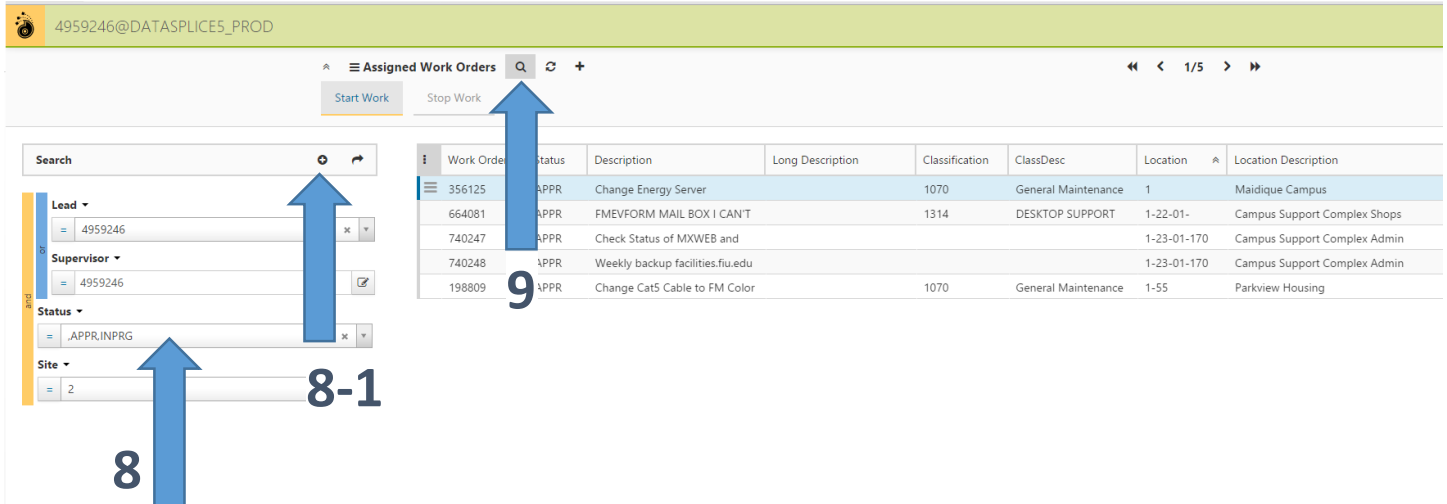 4959246@DATASPLICE5_PROD
Assigned Work Orders
1/5
Start Work Stop Work
Search
Work Orde Status Description Long Description Classification ClassDesc Location Location Description
356125 APPR Change Energy Server 1070 General Maintenance 1 Maidique Campus
664081 APPR FMEVFORM MAIL BOX I CAN'T 1314 DESKTOP SUPPORT 1-22-01- Campus Support Complex Shops
740247 APPR Check Status of MXWEB and 1-23-01-170 Campus Support Complex Admin
740248 APPR Weekly backup facilities.fiu.edu 1-23-01-170 Campus Support Complex Admin
198809 APPR Change Cat5 Cable to FM Color 1070 General Maintenance 1-55 Parkview Housing
and
or
Lead
= 4959246
Supervisor
= 4959246
Status
= ,APPR,INPRG
Site
= 2
9
8-1
8